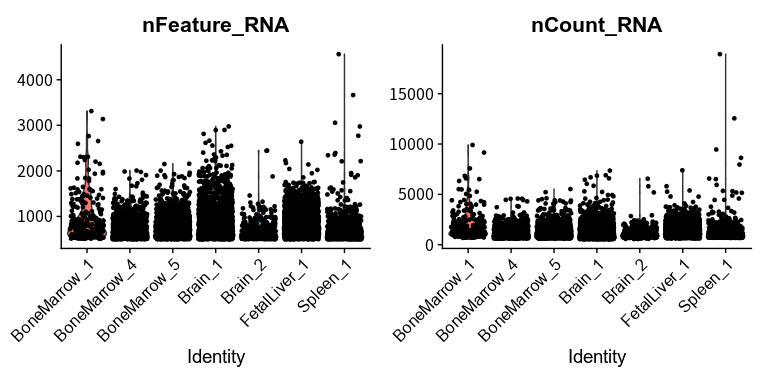 nFeature_RNA
4000
3000
2000
1000
BoneMarrow_1
BoneMarrow_4
BoneMarrow_5
Brain_1
Brain_2
FetalLiver_1
Spleen_1
Identity
nCount_RNA
15000
10000
5000
0
BoneMarrow_1
BoneMarrow_4
BoneMarrow_5
Brain_1
Brain_2
FetalLiver_1
Spleen_1
Identity